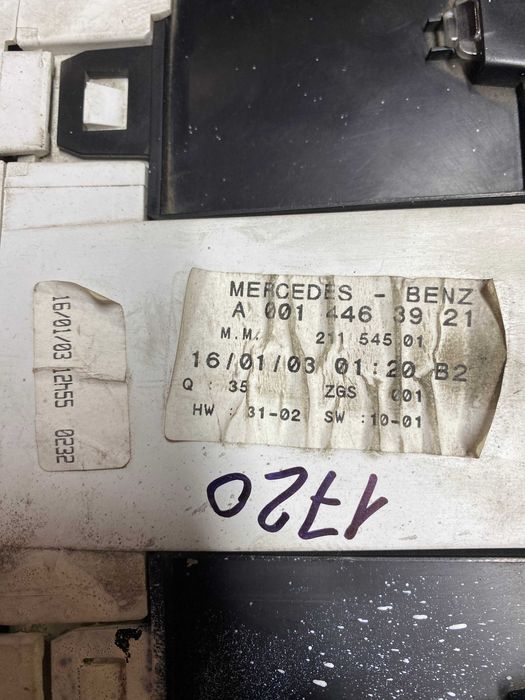 MERCEDES - BENZ
A 001 446 39 21
M.M. 211 545 01
16/01/03 01:20 B2
Q : 35 ZGS 001
HW : 31-02 SW :10-01
16/01/03 12H55 0232
1720